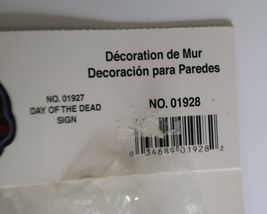 Décoration de Mur
Decoración para Paredes
NO. 01927
DAY OF THE DEAD
SIGN
NO. 01928
0 34689 01928 2